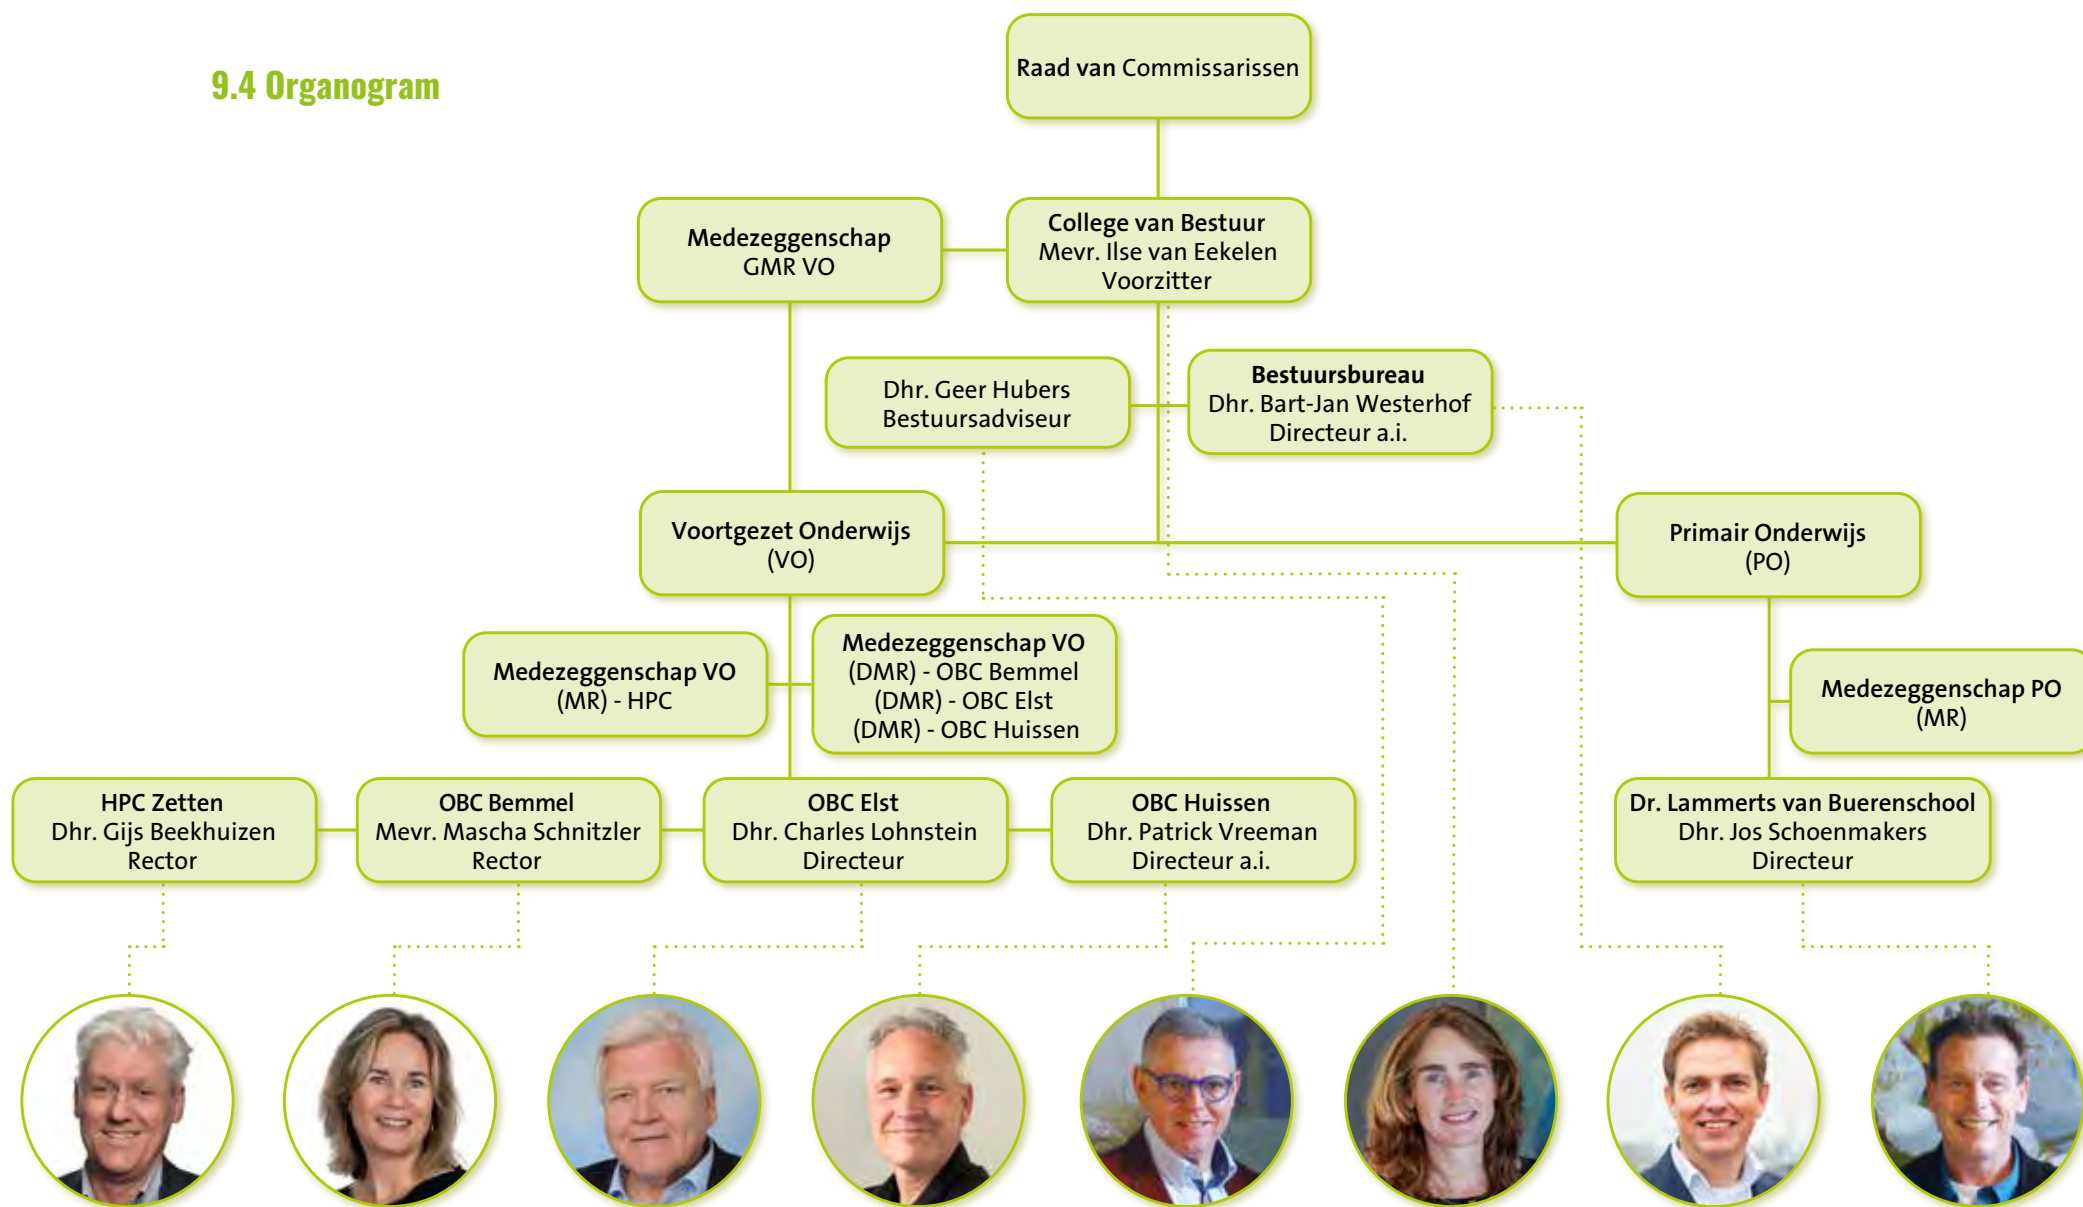 9.4 Organogram
Raad van Commissarissen
Medezeggenschap
GMR VO
College van Bestuur
Mevr. Ilse van Eekelen
Voorzitter
Dhr. Geer Hubers
Bestuursadviseur
Bestuursbureau
Dhr. Bart-Jan Westerhof
Directeur a.i.
Voortgezet Onderwijs
(VO)
Primair Onderwijs
(PO)
Medezeggenschap VO
(MR) - HPC
Medezeggenschap VO
(DMR) - OBC Bemmel
(DMR) - OBC Elst
(DMR) - OBC Huissen
Medezeggenschap PO
(MR)
HPC Zetten
Dhr. Gijs Beekhuizen
Rector
OBC Bemmel
Mevr. Mascha Schnitzler
Rector
OBC Elst
Dhr. Charles Lohnstein
Directeur
OBC Huissen
Dhr. Patrick Vreeman
Directeur a.i.
Dr. Lammerts van Buerenschool
Dhr. Jos Schoenmakers
Directeur